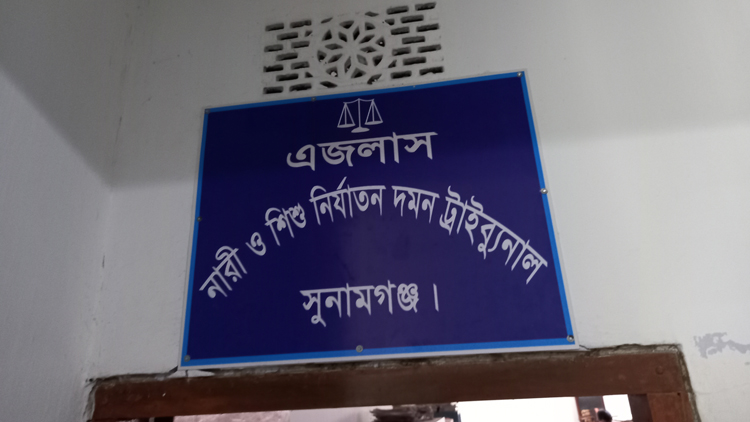 এজলাস
নারী ও শিশু নির্যাতন দমন ট্রাইব্যুনাল
সুনামগঞ্জ।